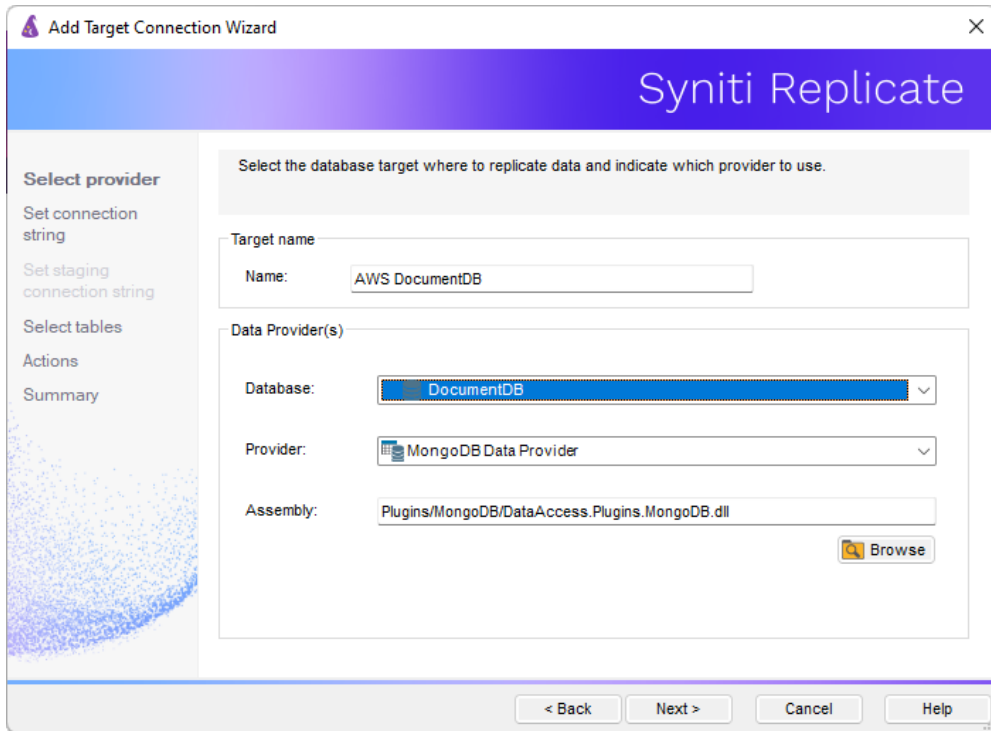 Add Target Connection Wizard
Syniti Replicate
Select provider
Set connection
string
Set staging
connection string
Select tables
Actions
Summary
Select the database target where to replicate data and indicate which provider to use.
Target name
Name:
AWS DocumentDB
Data Provider(s)
Database:
DocumentDB
Provider:
MongoDB Data Provider
Assembly:
Plugins/MongoDB/DataAccess.Plugins.MongoDB.dll
Browse
< Back
Next >
Cancel
Help